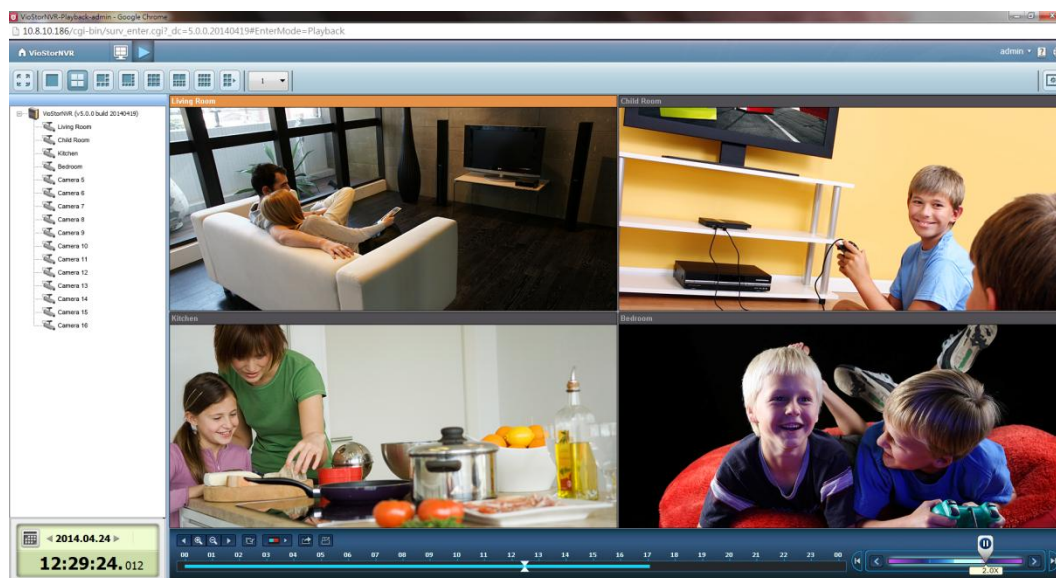 VioStorNVR-Playback-admin - Google Chrome
10.8.10.186/cgi-bin/surv_enter.cgi?_dc=5.0.0.20140419#EnterMode=Playback
VioStorNVR
admin
1
VioStorNVR (v5.0.0 build 20140419)
Living Room
Child Room
Kitchen
Bedroom
Camera 5
Camera 6
Camera 7
Camera 8
Camera 9
Camera 10
Camera 11
Camera 12
Camera 13
Camera 14
Camera 15
Camera 16
Living Room
Child Room
Kitchen
Bedroom
2014.04.24
12:29:24.012
00 01 02 03 04 05 06 07 08 09 10 11 12 13 14 15 16 17 18 19 20 21 22 23 00
2.0X